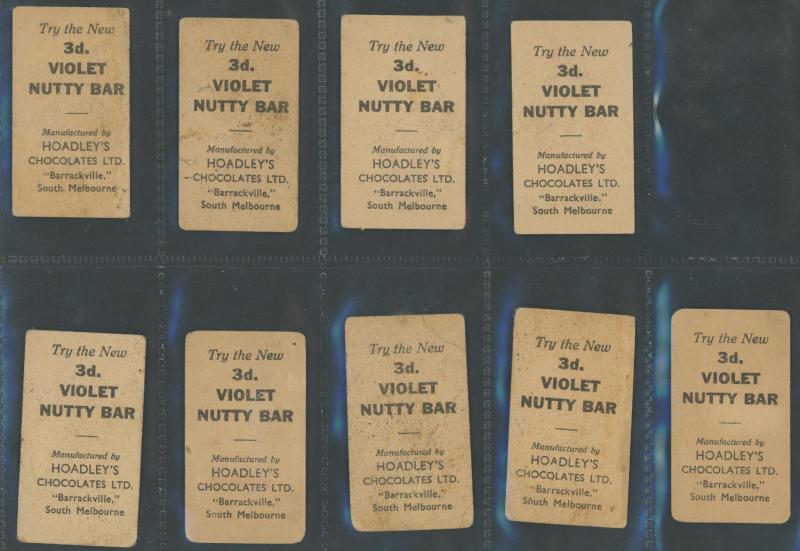 Try the New
3d.
VIOLET
NUTTY BAR
Manufactured by
HOADLEY'S
CHOCOLATES LTD.
"Barrackville,"
South Melbourne
Try the New
3d.
VIOLET
NUTTY BAR
Manufactured by
HOADLEY'S
CHOCOLATES LTD.
"Barrackville,"
South Melbourne
Try the New
3d.
VIOLET
NUTTY BAR
Manufactured by
HOADLEY'S
CHOCOLATES LTD.
"Barrackville,"
South Melbourne
Try the New
3d.
VIOLET
NUTTY BAR
Manufactured by
HOADLEY'S
CHOCOLATES LTD.
"Barrackville,"
South Melbourne
Try the New
3d.
VIOLET
NUTTY BAR
Manufactured by
HOADLEY'S
CHOCOLATES LTD.
"Barrackville,"
South Melbourne
Try the New
3d.
VIOLET
NUTTY BAR
Manufactured by
HOADLEY'S
CHOCOLATES LTD.
"Barrackville,"
South Melbourne
Try the New
3d.
VIOLET
NUTTY BAR
Manufactured by
HOADLEY'S
CHOCOLATES LTD.
"Barrackville,"
South Melbourne
Try the New
3d.
VIOLET
NUTTY BAR
Manufactured by
HOADLEY'S
CHOCOLATES LTD.
"Barrackville,"
South Melbourne
Try the New
3d.
VIOLET
NUTTY BAR
Manufactured by
HOADLEY'S
CHOCOLATES LTD.
"Barrackville,"
South Melbourne